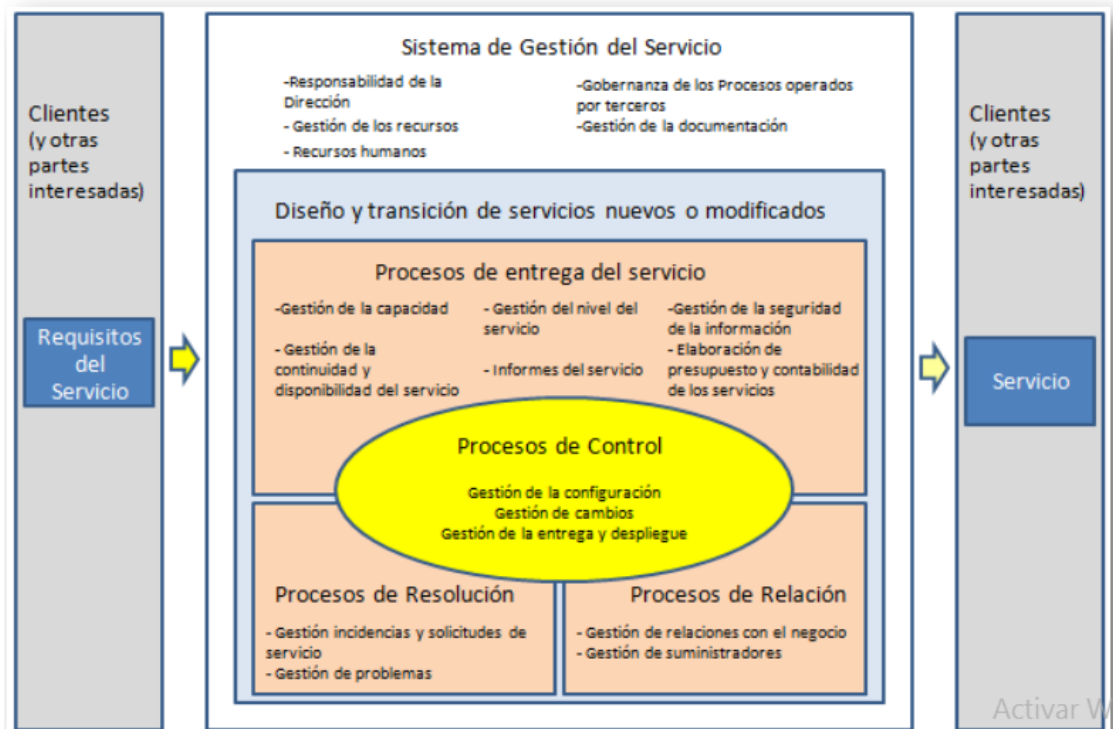 Clientes
(y otras
partes
interesadas)
Requisitos
del
Servicio
Sistema de Gestión del Servicio
-Responsabilidad de la
Dirección
- Gestión de los recursos
- Recursos humanos
-Gobernanza de los Procesos operados
por terceros
-Gestión de la documentación
Diseño y transición de servicios nuevos o modificados
Procesos de entrega del servicio
-Gestión de la capacidad
- Gestión de la
continuidad y
disponibilidad del servicio
- Gestión del nivel del
servicio
- Informes del servicio
-Gestión de la seguridad
de la información
- Elaboración de
presupuesto y contabilidad
de los servicios
Procesos de Control
Gestión de la configuración
Gestión de cambios
Gestión de la entrega y despliegue
Procesos de Resolución
- Gestión incidencias y solicitudes de
servicio
- Gestión de problemas
Procesos de Relación
- Gestión de relaciones con el negocio
- Gestión de suministradores
Clientes
(y otras
partes
interesadas)
Servicio
Activar W